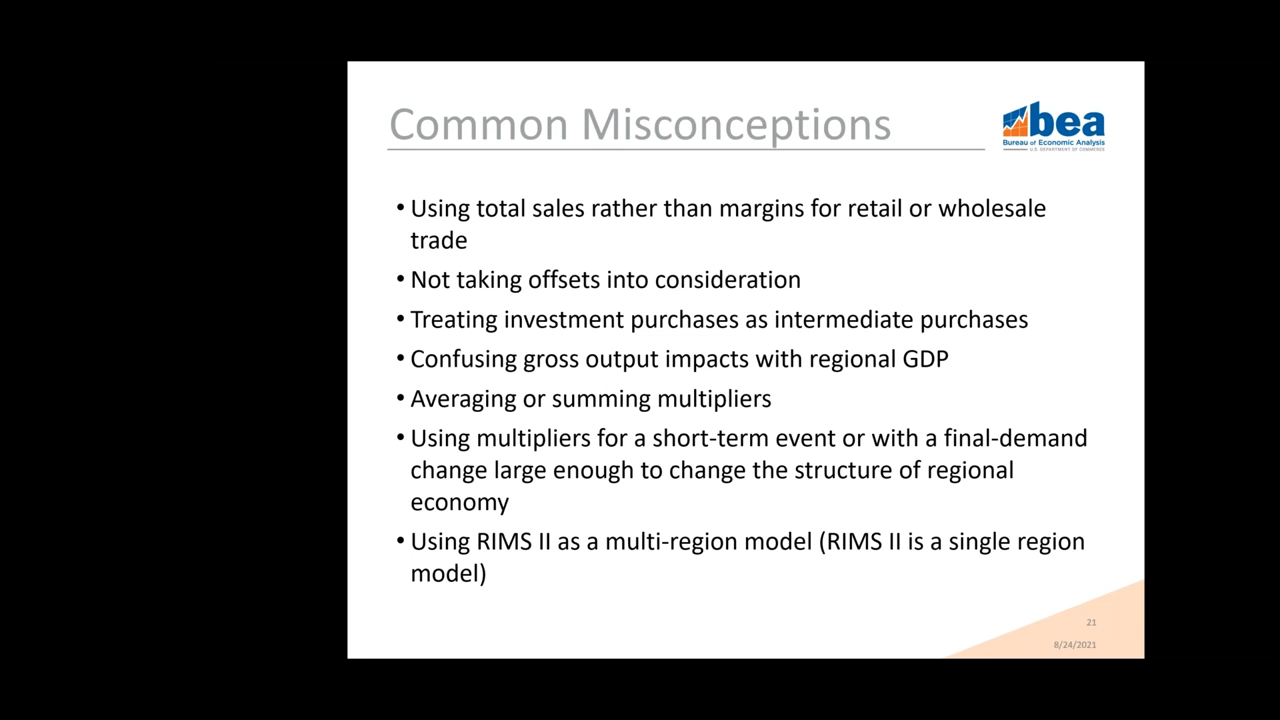 Common Misconceptions
bea
Bureau of Economic Analysis
U.S. DEPARTMENT OF COMMERCE
• Using total sales rather than margins for retail or wholesale
trade
• Not taking offsets into consideration
• Treating investment purchases as intermediate purchases
• Confusing gross output impacts with regional GDP
• Averaging or summing multipliers
• Using multipliers for a short-term event or with a final-demand
change large enough to change the structure of regional
economy
• Using RIMS II as a multi-region model (RIMS II is a single region
model)
21
8/24/2021